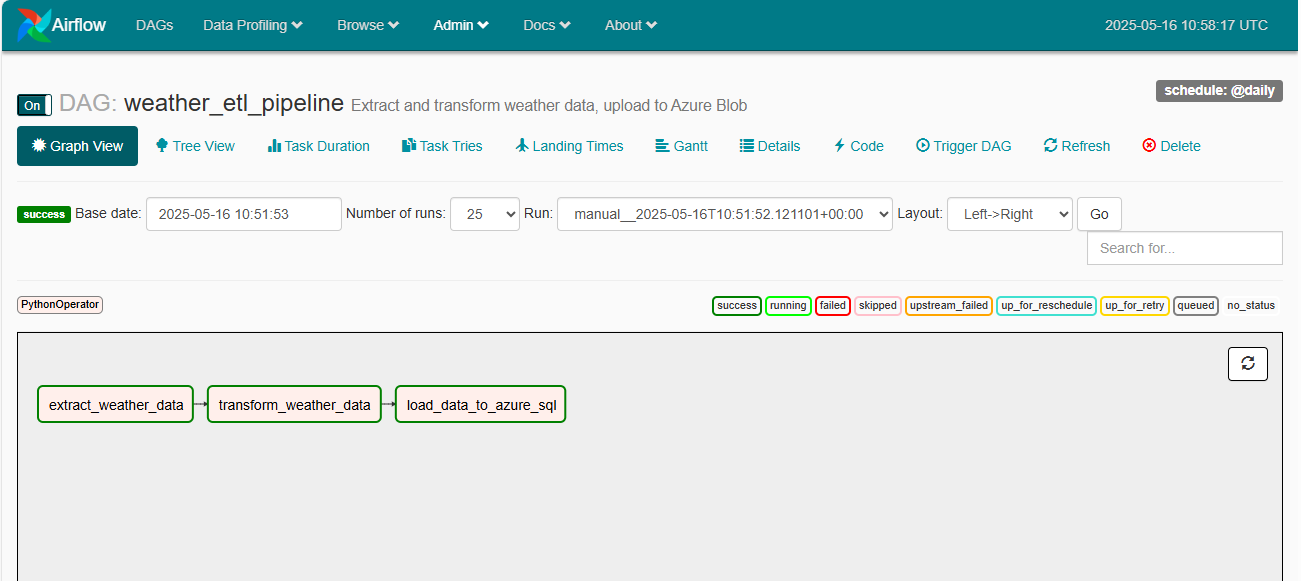 Airflow DAGs Data Profiling Browse Admin Docs About 2025-05-16 10:58:17 UTC
On DAG: weather_etl_pipeline Extract and transform weather data, upload to Azure Blob schedule: @daily
Graph View Tree View Task Duration Task Tries Landing Times Gantt Details Code Trigger DAG Refresh Delete
success Base date: 2025-05-16 10:51:53 Number of runs: 25 Run: manual__2025-05-16T10:51:52.121101+00:00 Layout: Left->Right Go
Search for...
PythonOperator success running failed skipped upstream_failed up_for_reschedule up_for_retry queued no_status
extract_weather_data transform_weather_data load_data_to_azure_sql